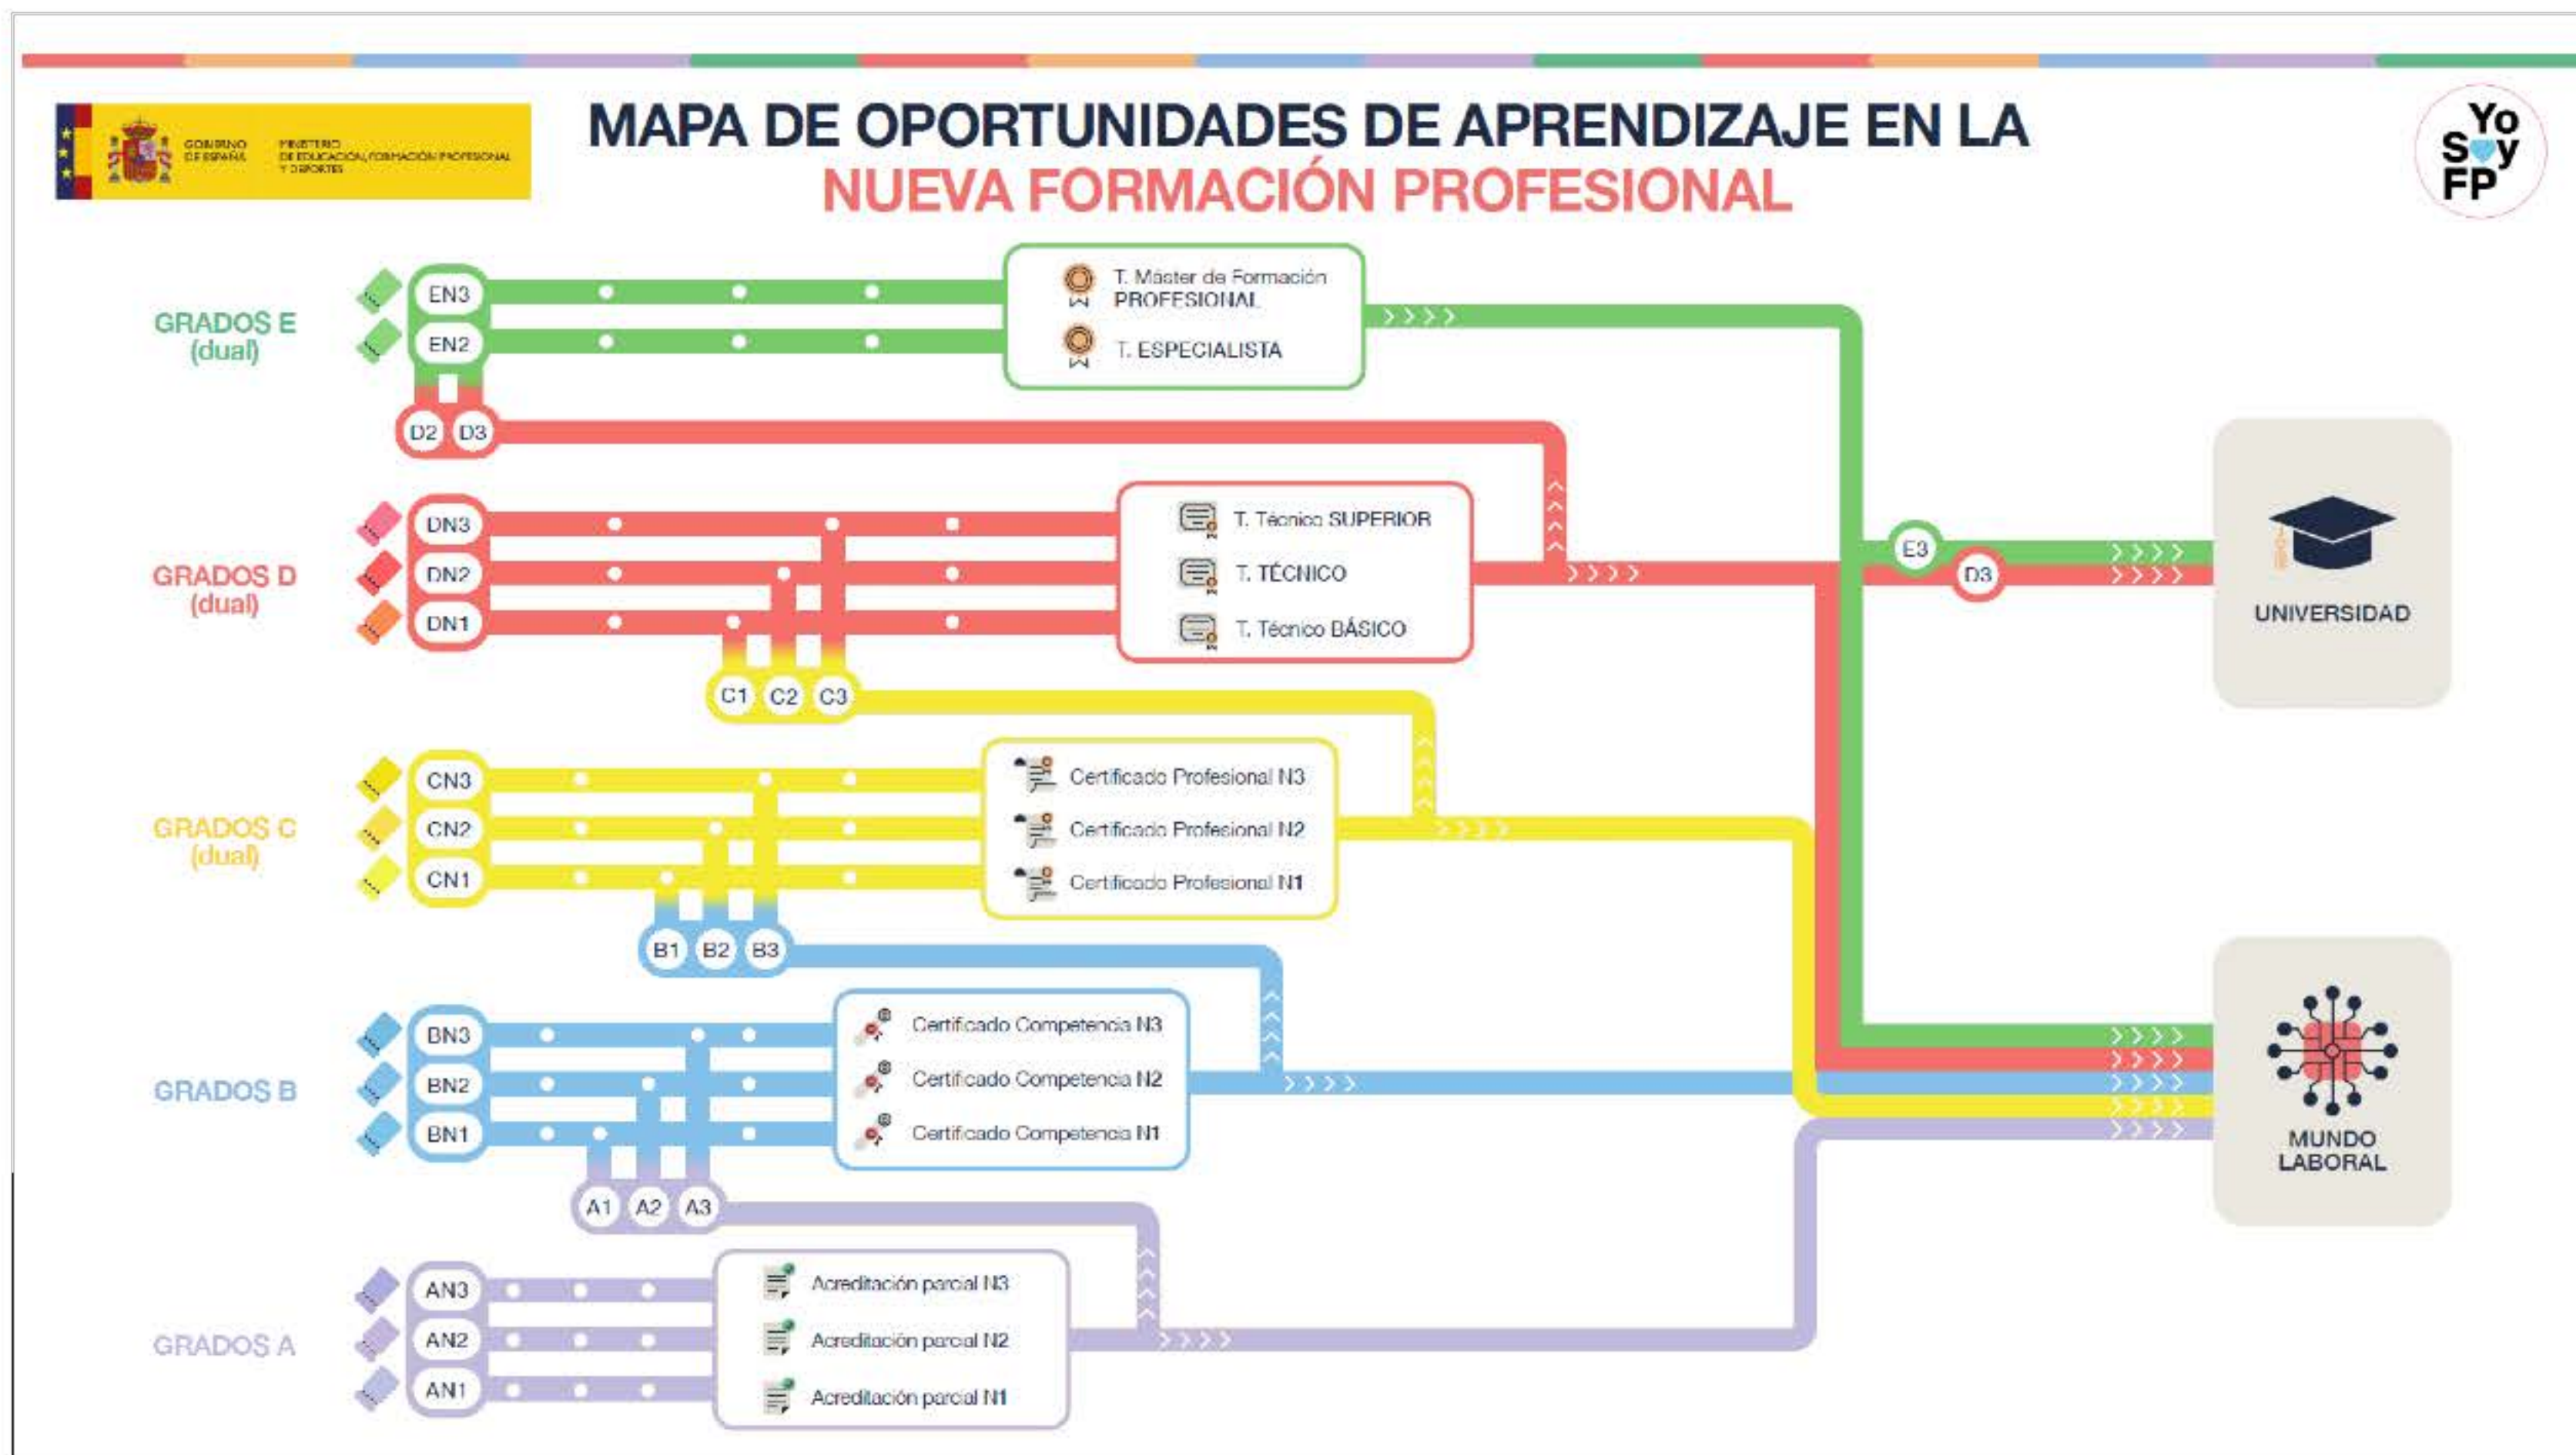 GOBIERNO
DE ESPAÑA
MINISTERIO
DE EDUCACIÓN, FORMACIÓN PROFESIONAL
Y DEPORTES
MAPA DE OPORTUNIDADES DE APRENDIZAJE EN LA
NUEVA FORMACIÓN PROFESIONAL
Yo
Soy
FP
GRADOS E
(dual)
EN3
EN2
T. Máster de Formación
PROFESIONAL
T. ESPECIALISTA
D2 D3
GRADOS D
(dual)
DN3
DN2
DN1
T. Técnico SUPERIOR
T. TÉCNICO
T. Técnico BÁSICO
E3
D3
UNIVERSIDAD
C1 C2 C3
GRADOS C
(dual)
CN3
CN2
CN1
Certificado Profesional N3
Certificado Profesional N2
Certificado Profesional N1
B1 B2 B3
GRADOS B
BN3
BN2
BN1
Certificado Competencia N3
Certificado Competencia N2
Certificado Competencia N1
MUNDO
LABORAL
A1 A2 A3
GRADOS A
AN3
AN2
AN1
Acreditación parcial N3
Acreditación parcial N2
Acreditación parcial N1